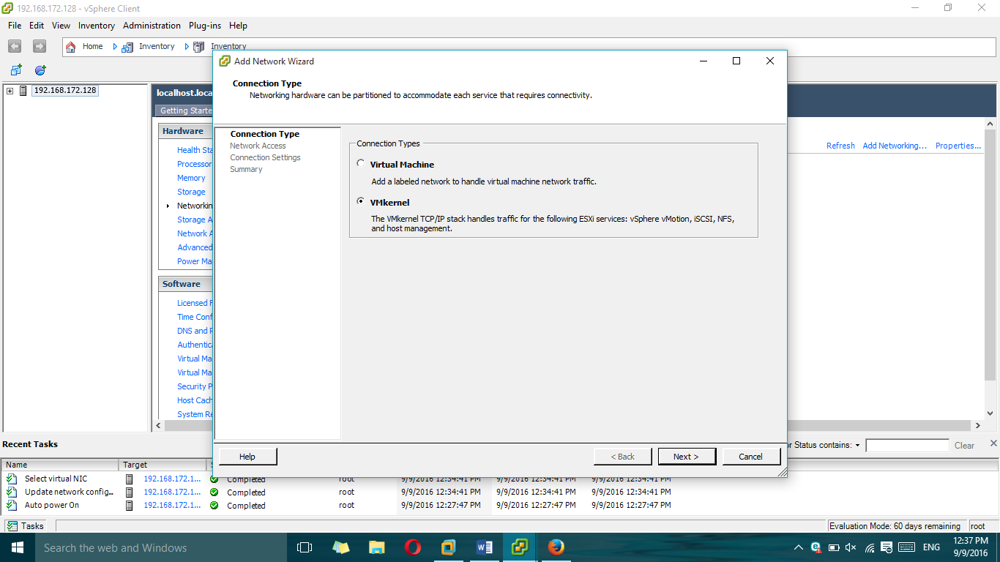 192.168.172.128 - vSphere Client
File Edit View Inventory Administration Plug-ins Help
Home Inventory Inventory
192.168.172.128
localhost.loca
Getting Starte
Hardware
Health Sta
Processor
Memory
Storage
Networkin
Storage A
Network A
Advanced
Power Ma
Software
Licensed F
Time Conf
DNS and R
Authentica
Virtual Ma
Virtual Ma
Security P
Host Cach
System Re
Refresh Add Networking... Properties...
Add Network Wizard
Connection Type
Networking hardware can be partitioned to accommodate each service that requires connectivity.
Connection Type
Network Access
Connection Settings
Summary
Connection Types
Virtual Machine
Add a labeled network to handle virtual machine network traffic.
VMkernel
The VMkernel TCP/IP stack handles traffic for the following ESXi services: vSphere vMotion, iSCSI, NFS,
and host management.
Help < Back Next > Cancel
Recent Tasks
or Status contains: Clear
Name Target
Select virtual NIC 192.168.172.1... Completed root 9/9/2016 12:34:41 PM 9/9/2016 12:34:41 PM 9/9/2016 12:34:41 PM
Update network config... 192.168.172.1... Completed root 9/9/2016 12:34:41 PM 9/9/2016 12:34:41 PM 9/9/2016 12:34:41 PM
Auto power On 192.168.172.1... Completed root 9/9/2016 12:27:47 PM 9/9/2016 12:27:47 PM 9/9/2016 12:27:47 PM
Tasks Evaluation Mode: 60 days remaining root
Search the web and Windows
ENG
12:37 PM
9/9/2016